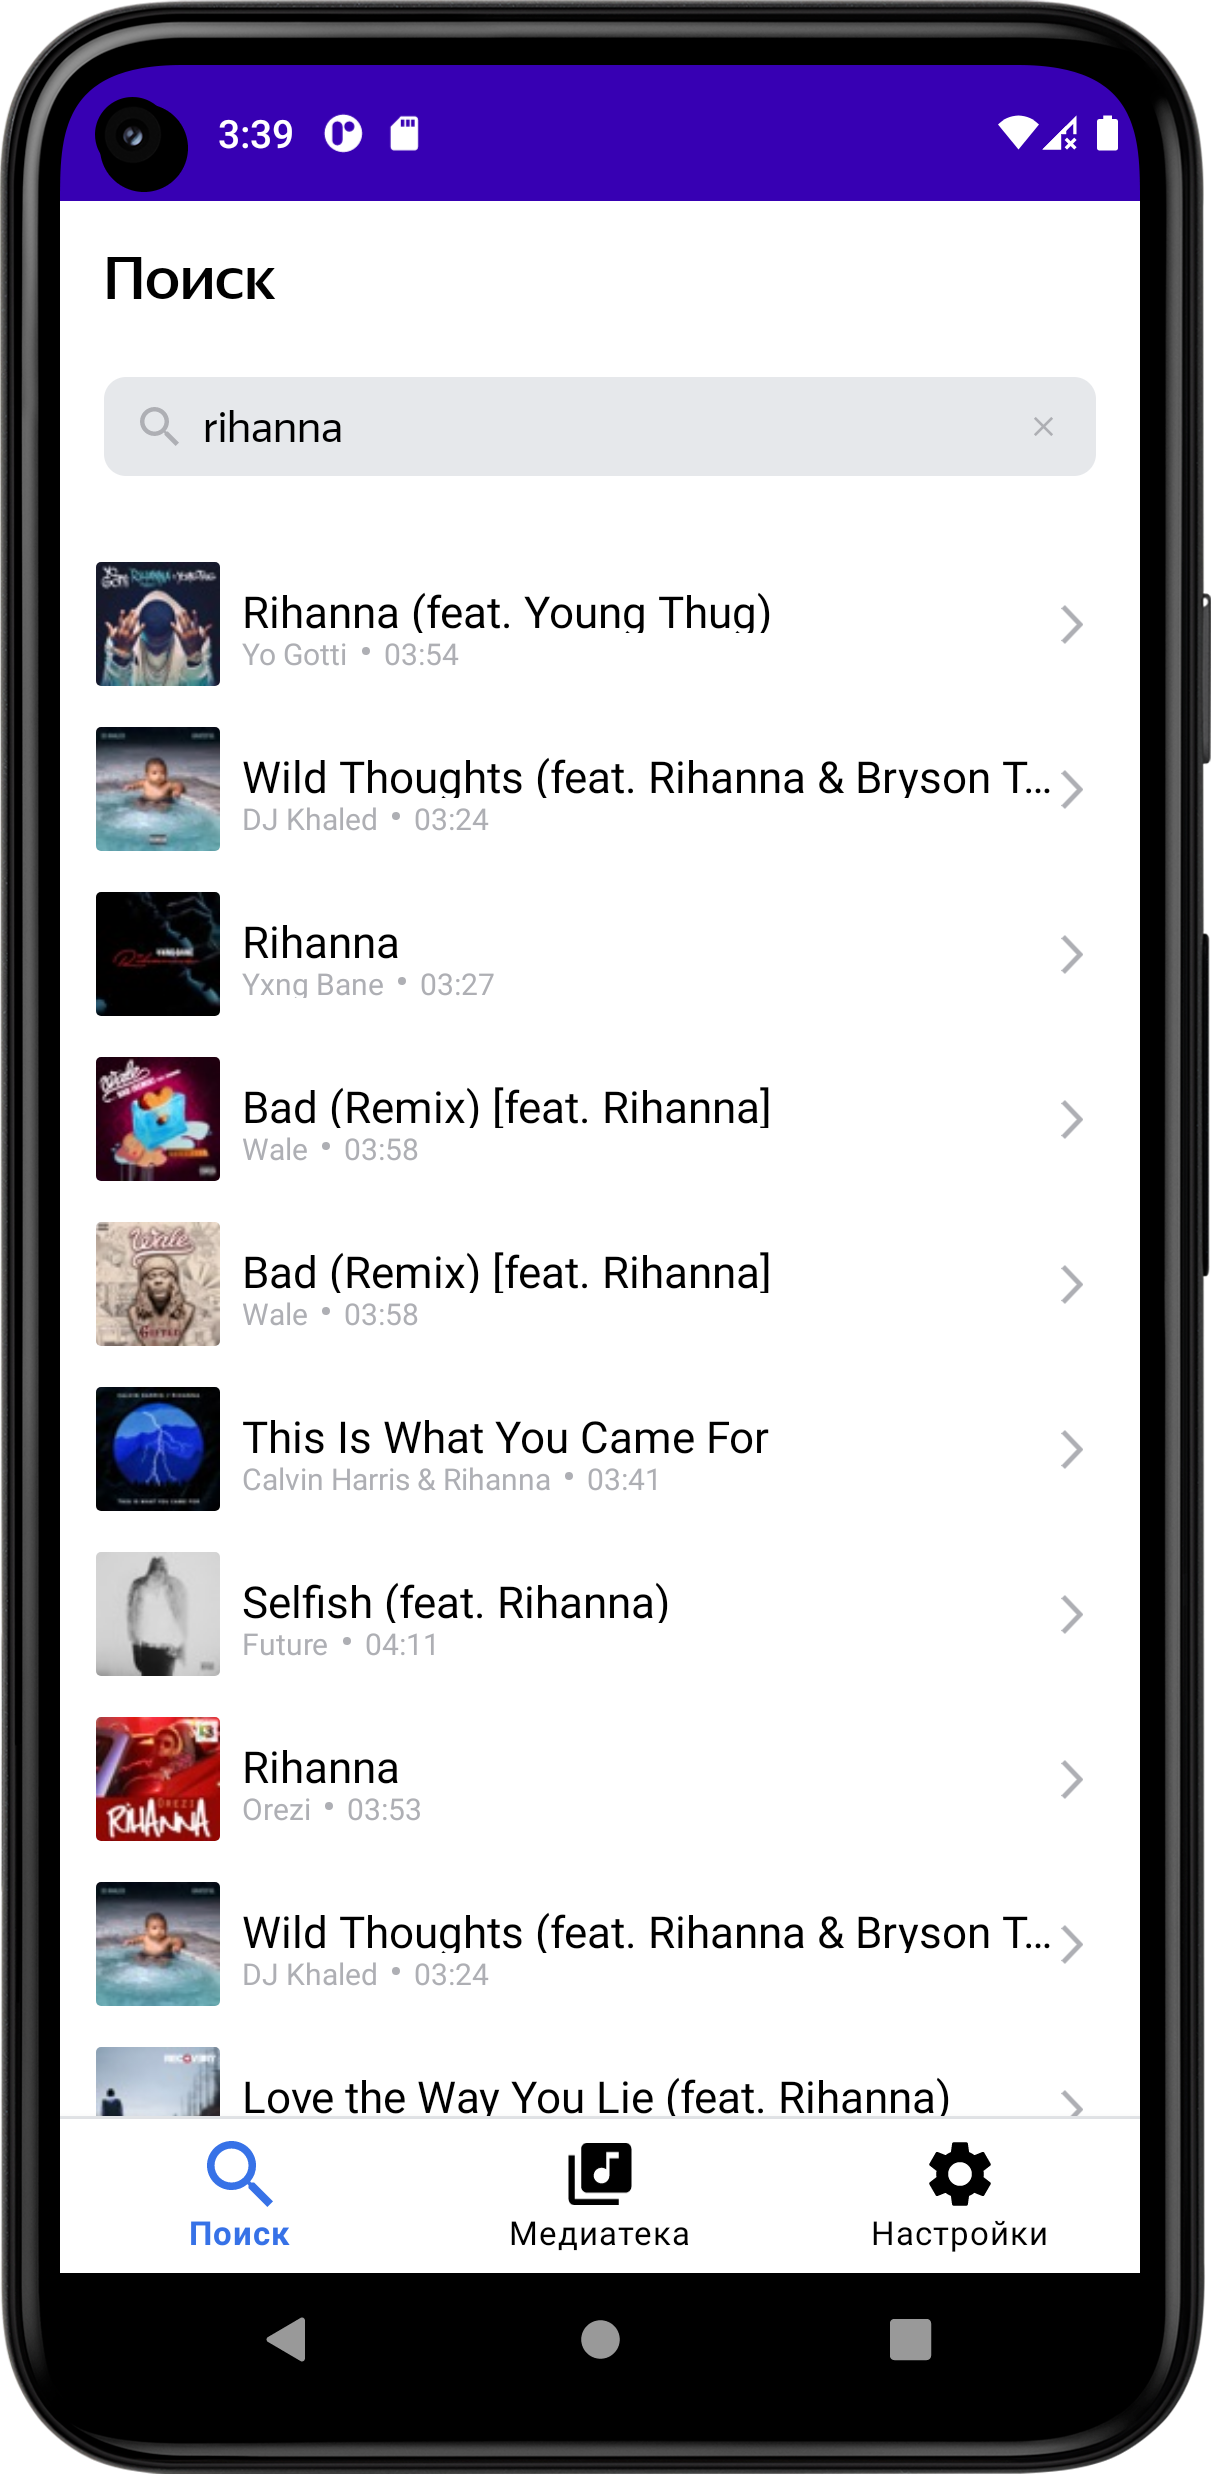 3:39
Поиск
rihanna
Rihanna (feat. Young Thug)
Yo Gotti • 03:54
Wild Thoughts (feat. Rihanna & Bryson T...
DJ Khaled • 03:24
Rihanna
Yxng Bane • 03:27
Bad (Remix) [feat. Rihanna]
Wale • 03:58
Bad (Remix) [feat. Rihanna]
Wale • 03:58
This Is What You Came For
Calvin Harris & Rihanna • 03:41
Selfish (feat. Rihanna)
Future • 04:11
OREZI
RIHANNA
Rihanna
Orezi • 03:53
Wild Thoughts (feat. Rihanna & Bryson T...
DJ Khaled • 03:24
RECOVERY
Love the Way You Lie (feat. Rihanna)
Поиск
Медиатека
Настройки